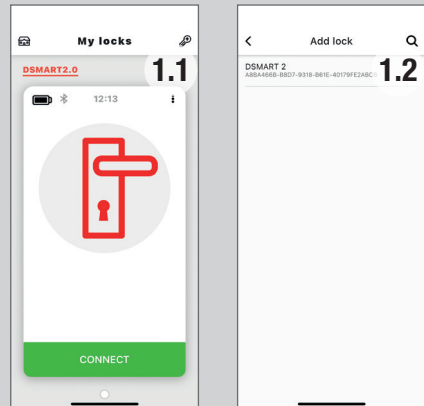 My locks
DSMART2.0
1.1
12:13
CONNECT
Add lock
DSMART 2
1.2